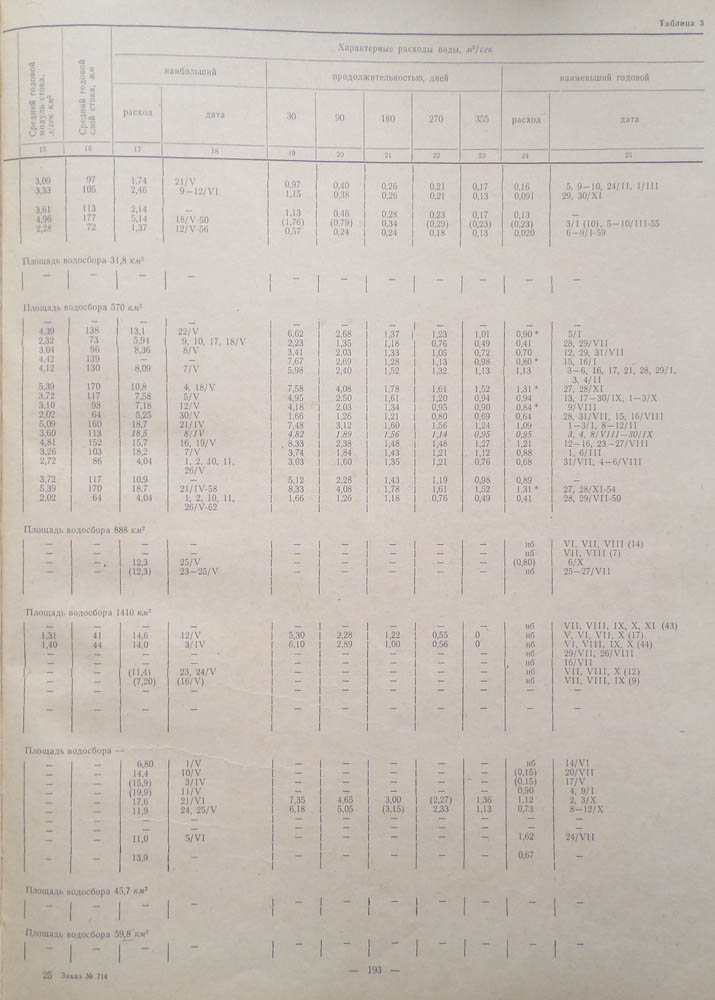 Таблица 3
Средний годовой модуль стока, л/сек км² Средний годовой слой стока, мм Характерные расходы воды, м³/сек
наибольший продолжительностью, дней наименьший годовой
расход дата 30 90 180 270 355 расход дата
15 16 17 18 19 20 21 22 23 24 25
3,09 97 1,74 21/V 0,97 0,40 0,26 0,21 0,17 0,16 5, 9—10, 24/II, 1/III
3,33 105 2,46 9—12/VI 1,15 0,38 0,26 0,21 0,13 0,091 29, 30/XI
3,61 113 2,14 — 1,13 0,46 0,28 0,23 0,17 0,13 —
4,96 177 5,14 18/V-50 (1,76) (0,79) 0,34 (0,29) (0,23) (0,23) 3/I (10), 5—10/III-55
2,28 72 1,37 12/V-56 0,57 0,24 0,24 0,18 0,13 0,020 6—9/I-59
Площадь водосбора 31,8 км²
— — — — — — — — — — —
Площадь водосбора 570 км²
— — — — — — — — — — —
4,39 138 13,1 22/V 6,62 2,68 1,37 1,23 1,01 0,90 * 5/I
2,32 73 5,94 9, 10, 17, 18/V 2,23 1,35 1,18 0,76 0,49 0,41 28, 29/VII
3,04 96 8,36 8/V 3,41 2,03 1,33 1,05 0,72 0,70 12, 29, 31/VII
4,42 139 — — 7,67 2,69 1,28 1,13 0,98 0,80 * 15, 16/I
4,12 130 8,09 7/V 5,98 2,40 1,52 1,32 1,13 1,13 3—6, 16, 17, 21, 28, 29/1,
3, 4/II
5,39 170 10,8 4, 18/V 7,58 4,08 1,78 1,61 1,52 1,31 * 27, 28/XI
3,72 117 7,58 5/V 4,95 2,50 1,61 1,20 0,94 0,94 13, 17—30/IX, 1—3/X
3,10 98 7,18 12/V 4,18 2,03 1,34 0,95 0,90 0,84 * 9/VIII
2,02 64 5,25 30/V 1,66 1,26 1,21 0,80 0,69 0,64 28, 31/VII, 15, 16/VIII
5,09 160 18,7 21/IV 7,48 3,12 1,60 1,56 1,24 1,09 1—3/I, 8—12/II
3,60 113 18,5 8/IV 4,82 1,89 1,56 1,14 0,95 0,95 3, 4, 8/VIII—30/IX
4,81 152 15,7 16, 19/V 8,33 2,38 1,48 1,48 1,27 1,21 12—16, 23—27/VIII
3,26 103 18,2 7/V 3,74 1,84 1,43 1,21 1,12 0,88 1, 6/III
2,72 86 4,04 1, 2, 10, 11, 3,03 1,60 1,35 1,21 0,76 0,68 31/VII, 4—6/VIII
26/V
3,72 117 10,9 — 5,12 2,28 1,43 1,19 0,98 0,89 —
5,39 170 18,7 21/IV-58 8,33 4,08 1,78 1,61 1,52 1,31 * 27, 28/XI-54
2,02 64 4,04 1, 2, 10, 11, 1,66 1,26 1,18 0,76 0,49 0,41 28, 29/VII-50
26/V-62
Площадь водосбора 888 км²
— — — — — — — — — нб VI, VII, VIII (14)
— — — — — — — — — нб VII, VIII (7)
— — 12,3 25/V — — — — — (0,80) 6/X
— — (12,3) 23—25/V — — — — — нб 25—27/VII
Площадь водосбора 1410 км²
— — — — — — — — — нб VII, VIII, IX, X, XI (43)
1,31 41 14,6 12/V 5,30 2,28 1,22 0,55 0 нб V, VI, VII, X (17)
1,40 44 14,0 3/IV 6,10 2,89 1,00 0,56 0 нб VI, VIII, IX, X (44)
— — — — — — — — — нб 29/VII, 26/VIII
— — — — — — — — — нб 16/VII
— — (11,4) 23, 24/V — — — — — нб VII, VIII, X (12)
— — (7,20) (16/V) — — — — — нб VII, VIII, IX (9)
— — — — — — — — — — —
— — — — — — — — — — —
Площадь водосбора —
— — 6,80 1/V — — — — — нб 14/VI
— — 14,4 10/V — — — — — (0,15) 20/VII
— — (15,9) 3/IV — — — — — (0,15) 17/V
— — (19,9) 11/V — — — — — 0,90 4, 9/I
— — 17,6 21/VI 7,35 4,65 3,00 (2,27) 1,36 1,12 2, 3/X
— — 11,9 24, 25/V 6,18 5,05 (3,15) 2,33 1,13 0,73 8—12/X
— — — — — — — — — — —
— — — — — — — — — — —
— — 11,0 5/VI — — — — — 1,62 24/VII
— — 13,9 — — — — — — 0,67 —
Площадь водосбора 45,7 км²
— — — — — — — — — — —
Площадь водосбора 59,8 км²
— — — — — — — — — — —
25 Заказ № 714
— 193 —